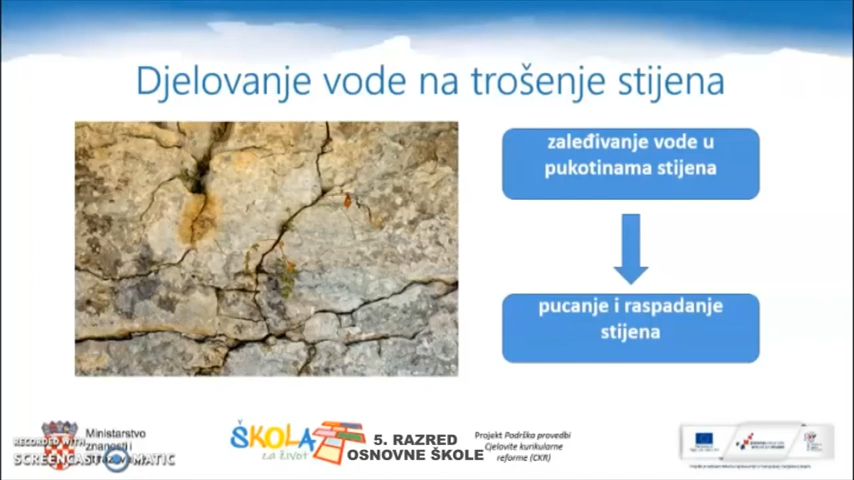 Djelovanje vode na trošenje stijena
zaleđivanje vode u
pukotinama stijena
pucanje i raspadanje
stijena
Ministarstvo
znanosti i
RECORDED WITH
SCREENCAST MATIC
ŠKOLA
za život
5. RAZRED
OSNOVNE ŠKOLE
Projekt Podrška provedbi
Cjelovite kurikularne
reforme (CKR)